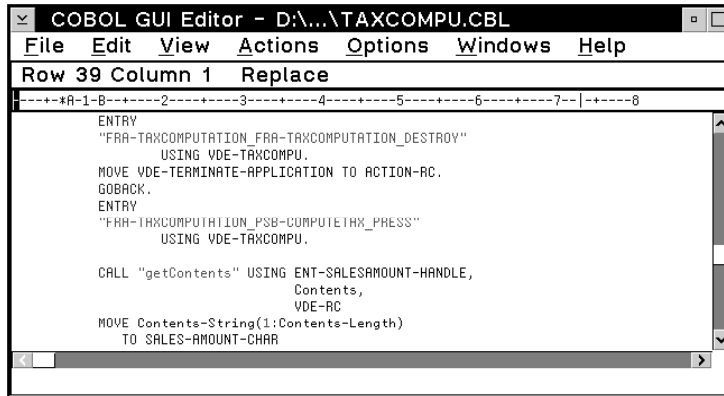 COBOL GUI Editor - D:\...\TAXCOMPU.CBL
File Edit View Actions Options Windows Help
Row 39 Column 1 Replace
----+-*A-1-B--+----2----+----3----+----4----+----5----+----6----+----7--|-+----8
ENTRY
"FRA-TAXCOMPUTATION_FRA-TAXCOMPUTATION_DESTROY"
USING VDE-TAXCOMPU.
MOVE VDE-TERMINATE-APPLICATION TO ACTION-RC.
GOBACK.
ENTRY
"FRA-TAXCOMPUTATION_PSB-COMPUTETAX_PRESS"
USING VDE-TAXCOMPU.
CALL "getContents" USING ENT-SALESAMOUNT-HANDLE,
Contents,
VDE-RC
MOVE Contents-String(1:Contents-Length)
TO SALES-AMOUNT-CHAR